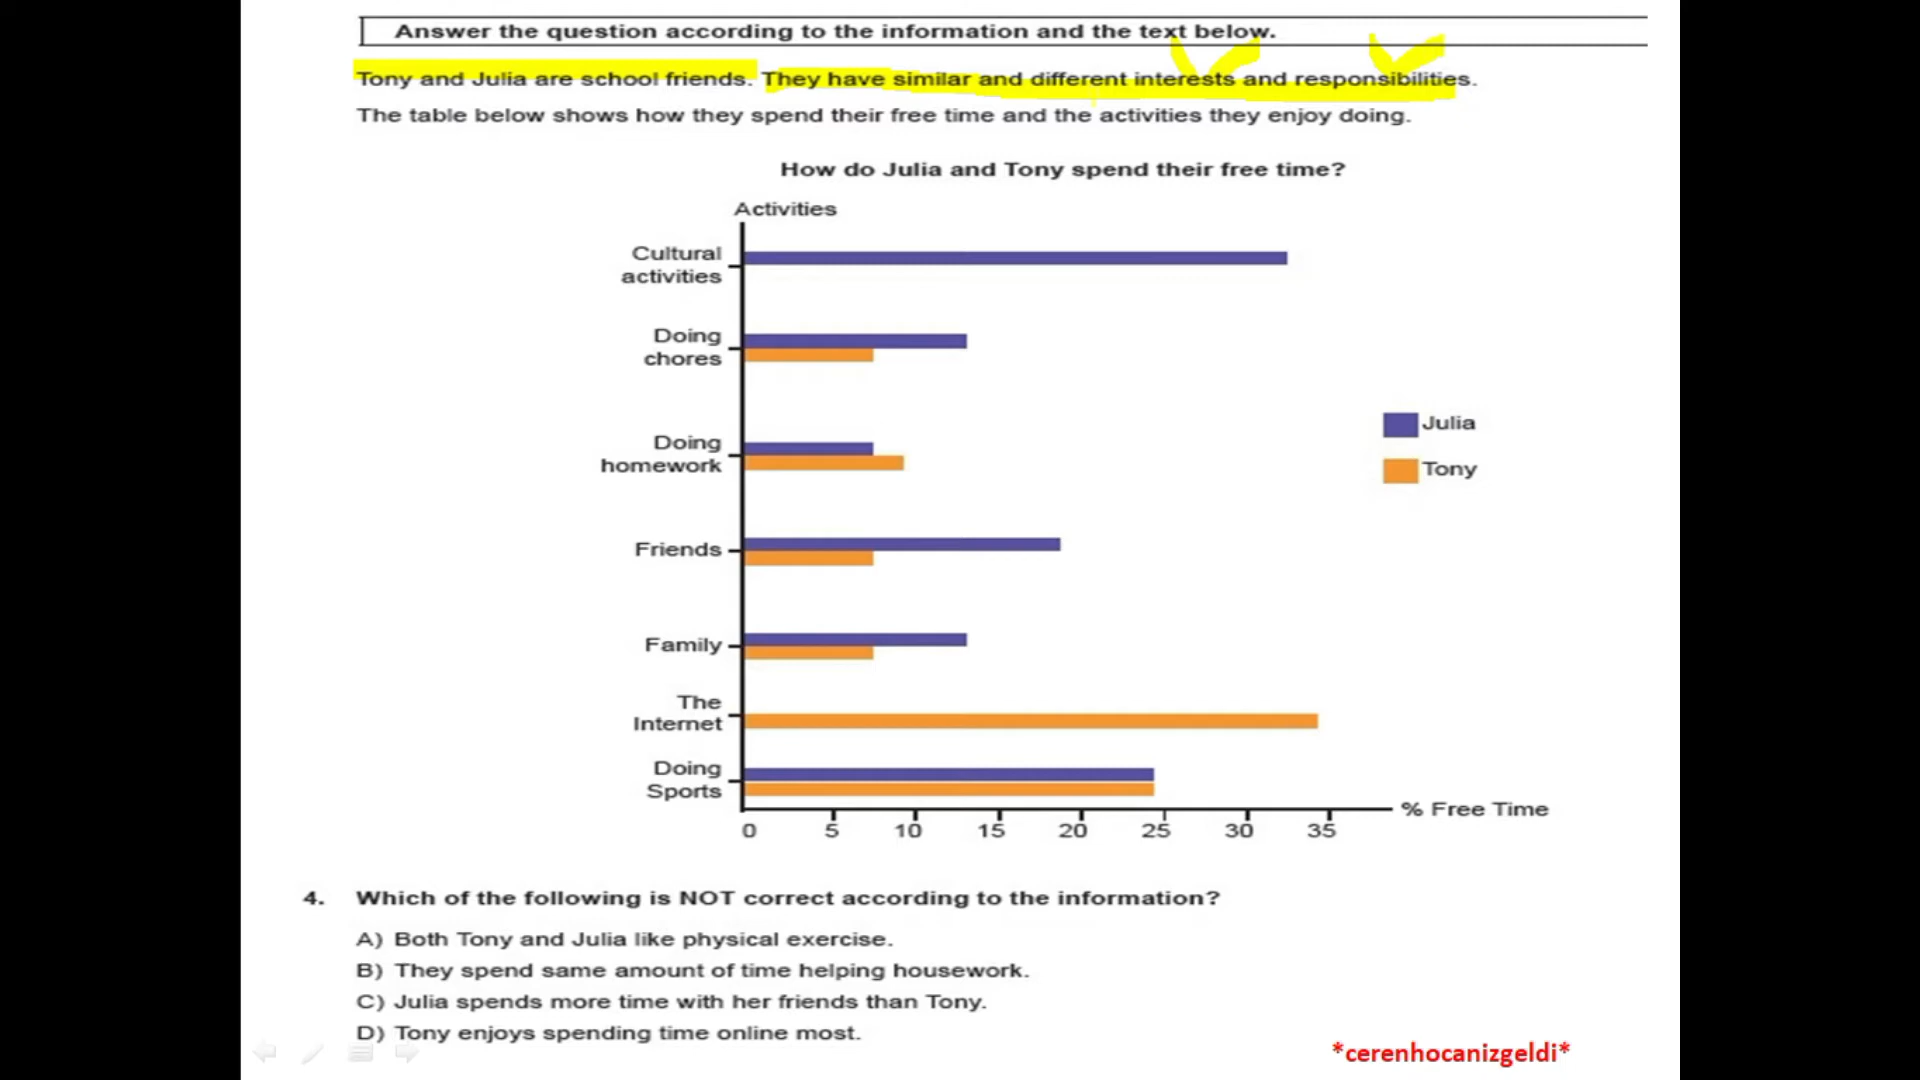 Answer the question according to the information and the text below.
Tony and Julia are school friends. They have similar and different interests and responsibilities.
The table below shows how they spend their free time and the activities they enjoy doing.
How do Julia and Tony spend their free time?
Activities
Cultural
activities
Doing
chores
Doing
homework
Friends
Family
The
Internet
Doing
Sports
Julia
Tony
% Free Time
0 5 10 15 20 25 30 35
4. Which of the following is NOT correct according to the information?
A) Both Tony and Julia like physical exercise.
B) They spend same amount of time helping housework.
C) Julia spends more time with her friends than Tony.
D) Tony enjoys spending time online most.
*cerenhocanizgeldi*